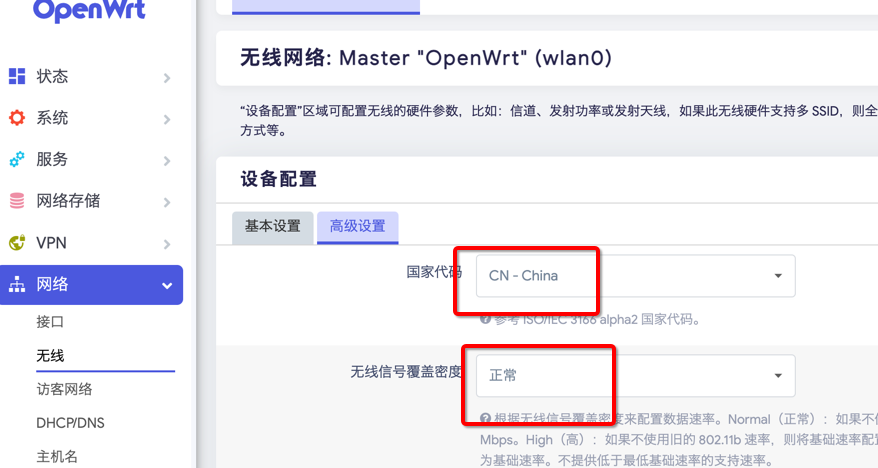 OpenWrt
状态
系统
服务
网络存储
VPN
网络
接口
无线
访客网络
DHCP/DNS
主机名
无线网络: Master "OpenWrt" (wlan0)
“设备配置”区域可配置无线的硬件参数，比如：信道、发射功率或发射天线，如果此无线硬件支持多 SSID，则全
方式等。
设备配置
基本设置 高级设置
国家代码 CN - China
参考 ISO/IEC 3166 alpha2 国家代码。
无线信号覆盖密度 正常
根据无线信号覆盖密度来配置数据速率。Normal（正常）：如果不使
Mbps。High（高）：如果不使用旧的 802.11b 速率，则将基础速率配
为基础速率。不提供低于最低基础速率的支持速率。